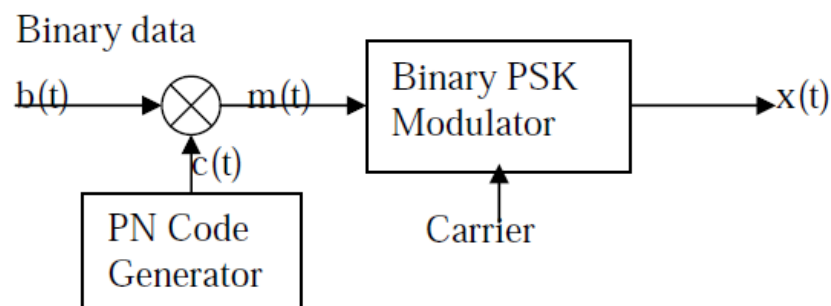 Binary data
b(t)
m(t)
Binary PSK
Modulator
x(t)
c(t)
PN Code
Generator
Carrier